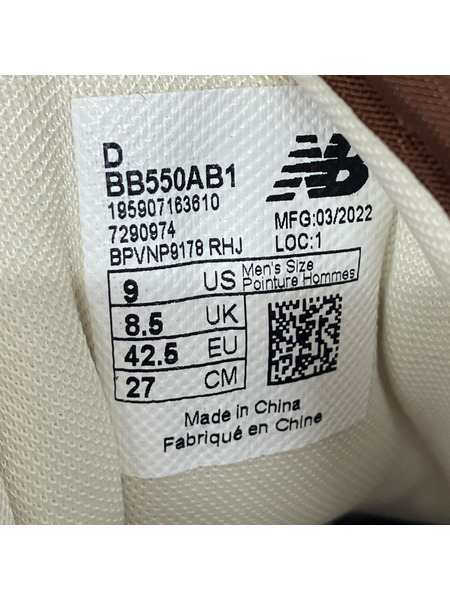 D
BB550AB1
195907163610
7290974
BPVNP9178 RHJ
NB
MFG:03/2022
LOC:1
9 US Men's Size
Pointure Hommes
8.5 UK
42.5 EU
27 CM
Made in China
Fabriqué en Chine